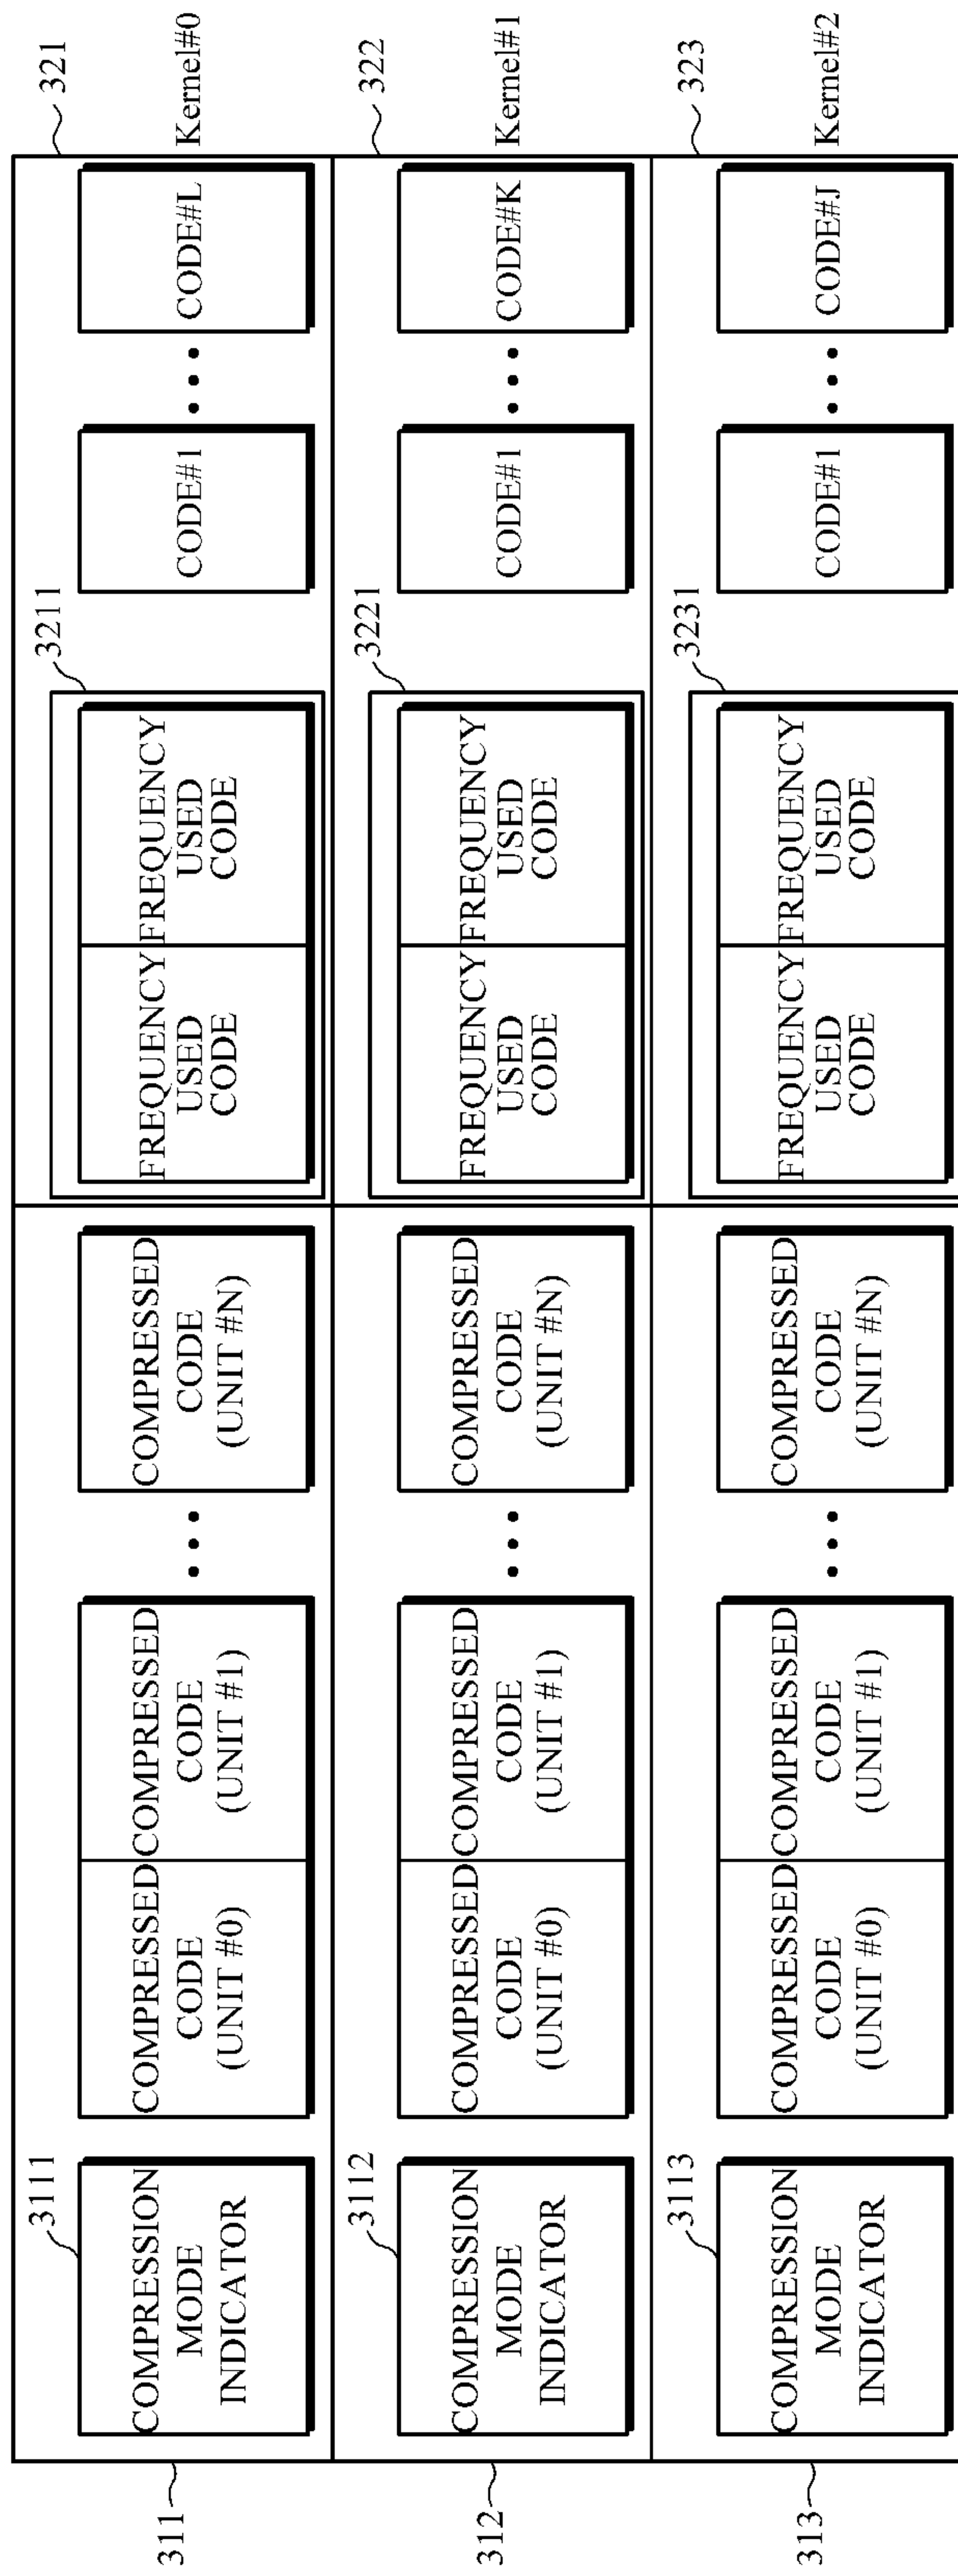 3111
3211
321
311
COMPRESSION
MODE
INDICATOR
COMPRESSED
CODE
(UNIT #0)
COMPRESSED
CODE
(UNIT #1)
COMPRESSED
CODE
(UNIT #N)
FREQUENCY
USED
CODE
FREQUENCY
USED
CODE
CODE#1
CODE#L
Kernel#0
3112
3221
322
312
COMPRESSION
MODE
INDICATOR
COMPRESSED
CODE
(UNIT #0)
COMPRESSED
CODE
(UNIT #1)
COMPRESSED
CODE
(UNIT #N)
FREQUENCY
USED
CODE
FREQUENCY
USED
CODE
CODE#1
CODE#K
Kernel#1
3113
3231
323
313
COMPRESSION
MODE
INDICATOR
COMPRESSED
CODE
(UNIT #0)
COMPRESSED
CODE
(UNIT #1)
COMPRESSED
CODE
(UNIT #N)
FREQUENCY
USED
CODE
FREQUENCY
USED
CODE
CODE#1
CODE#J
Kernel#2